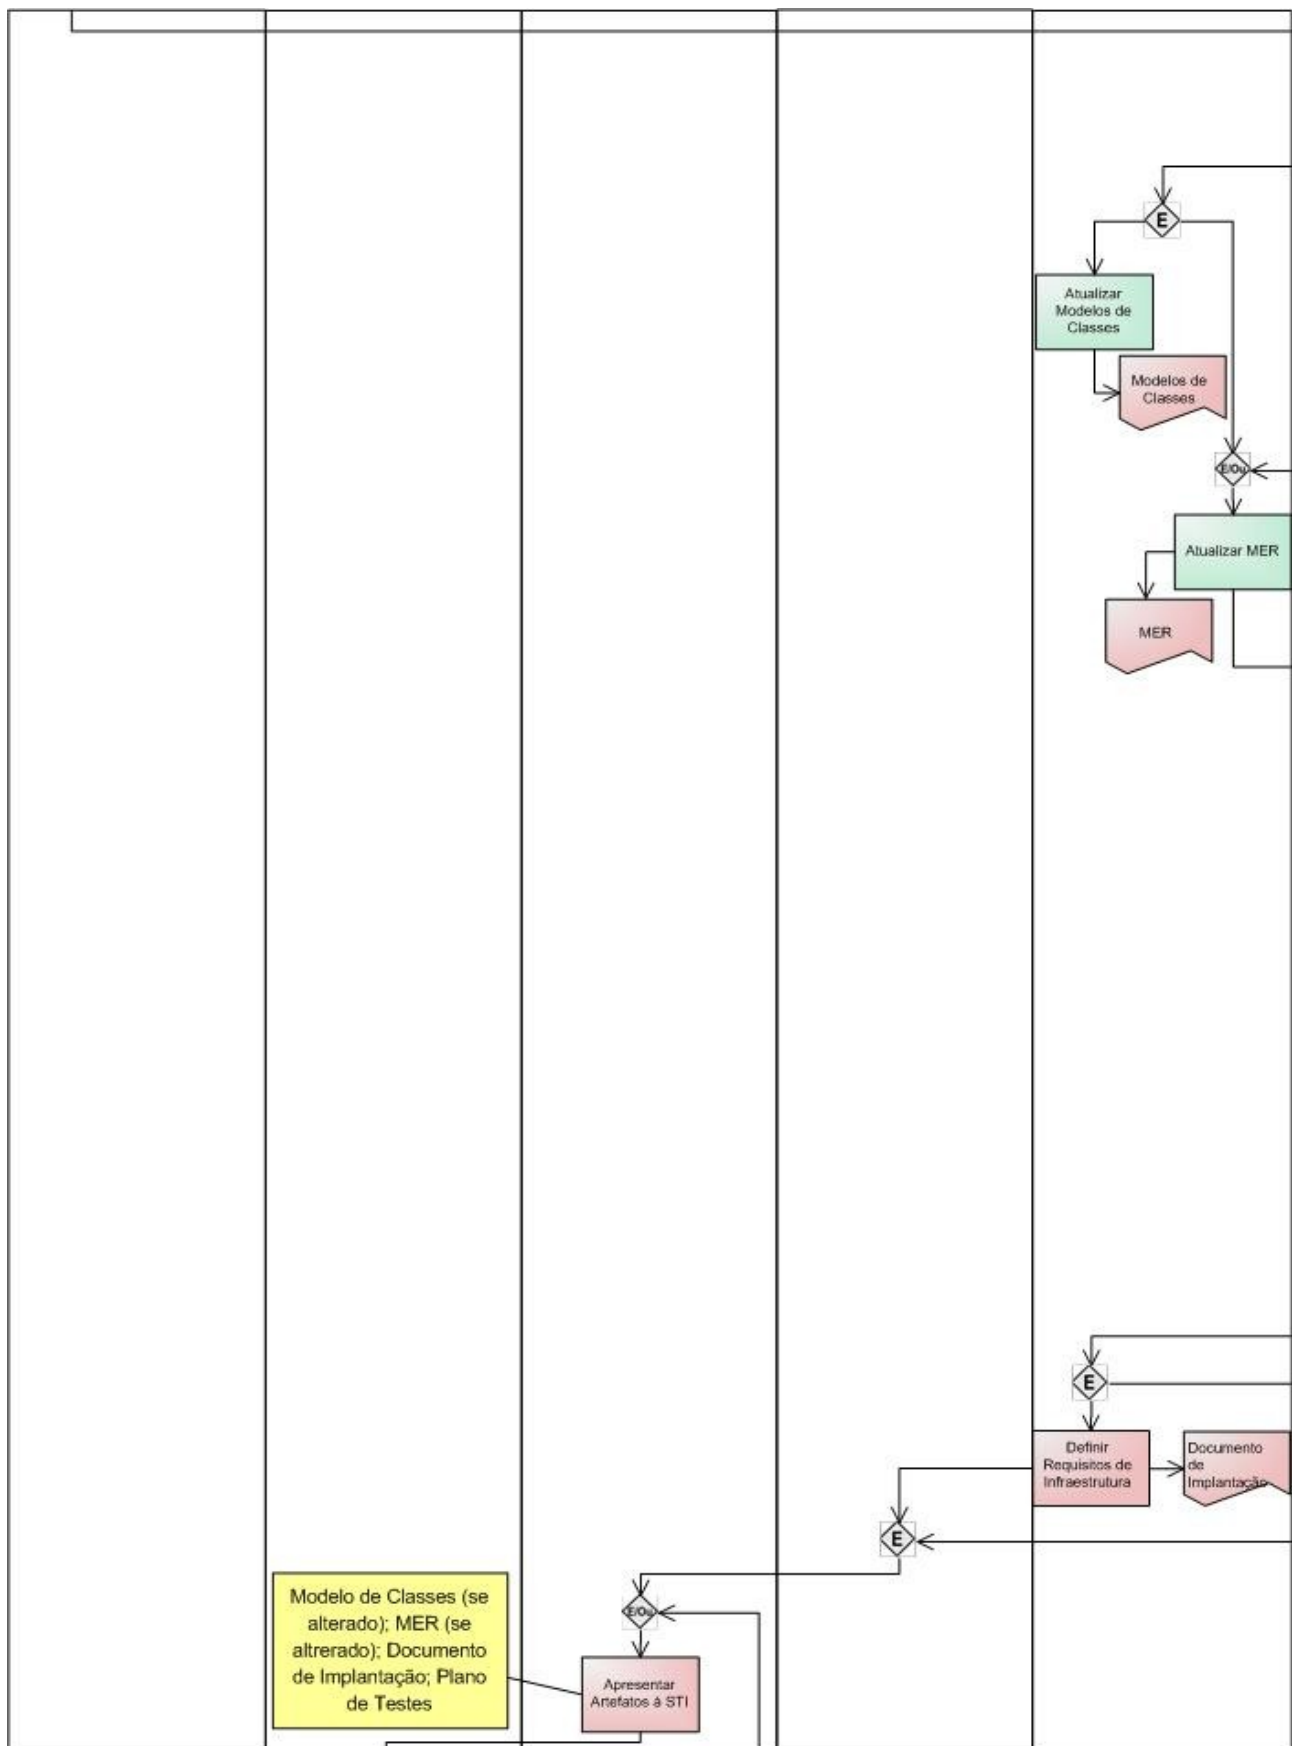 E
Atualizar
Modelos de
Classes
Modelos de
Classes
E/Ou
Atualizar MER
MER
E
Definir
Requisitos de
Infraestrutura
Documento
de
Implantação
E
Modelo de Classes (se
alterado); MER (se
altrerado); Documento
de Implantação; Plano
de Testes
E/Ou
Apresentar
Artefatos à STI